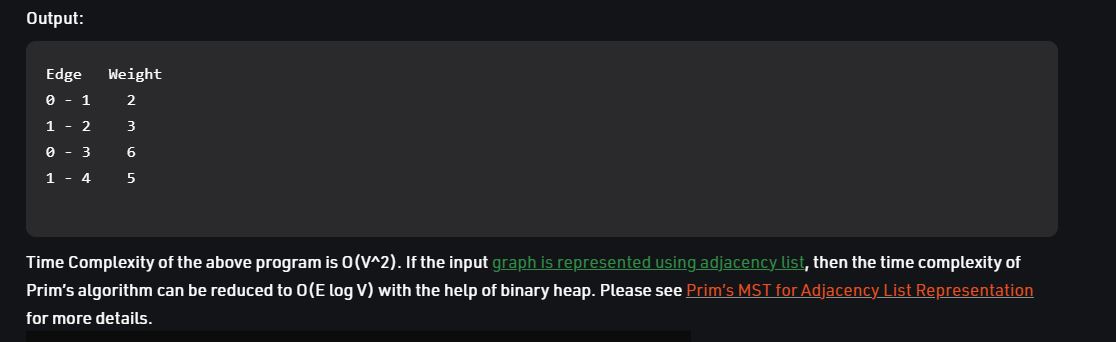 Output:
Edge Weight
0 - 1 2
1 - 2 3
0 - 3 6
1 - 4 5
Time Complexity of the above program is O(V^2). If the input graph is represented using adjacency list, then the time complexity of
Prim's algorithm can be reduced to O(E log V) with the help of binary heap. Please see Prim's MST for Adjacency List Representation
for more details.